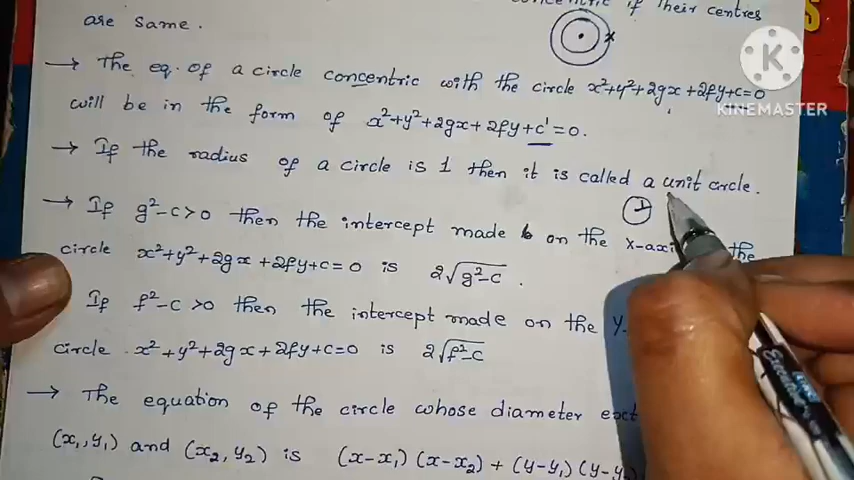 if their centres
are same.
→ The eq. of a circle concentric with the circle x²+y²+2gx+2fy+c=0
will be in the form of x²+y²+2gx+2fy+c¹=0.
→ If the radius of a circle is 1 then it is called a unit circle.
→ If g²-c>0 then the intercept made on the x-axi the
circle x²+y²+2gx+2fy+c=0 is 2√g²-c.
If f²-c>0 then the intercept made on the y
circle x²+y²+2gx+2fy+c=0 is 2√f²-c
→ The equation of the circle whose diameter
(x₁,y₁) and (x₂,y₂) is (x-x₁)(x-x₂)+(y-y₁)(y-y
K
KINEMASTER